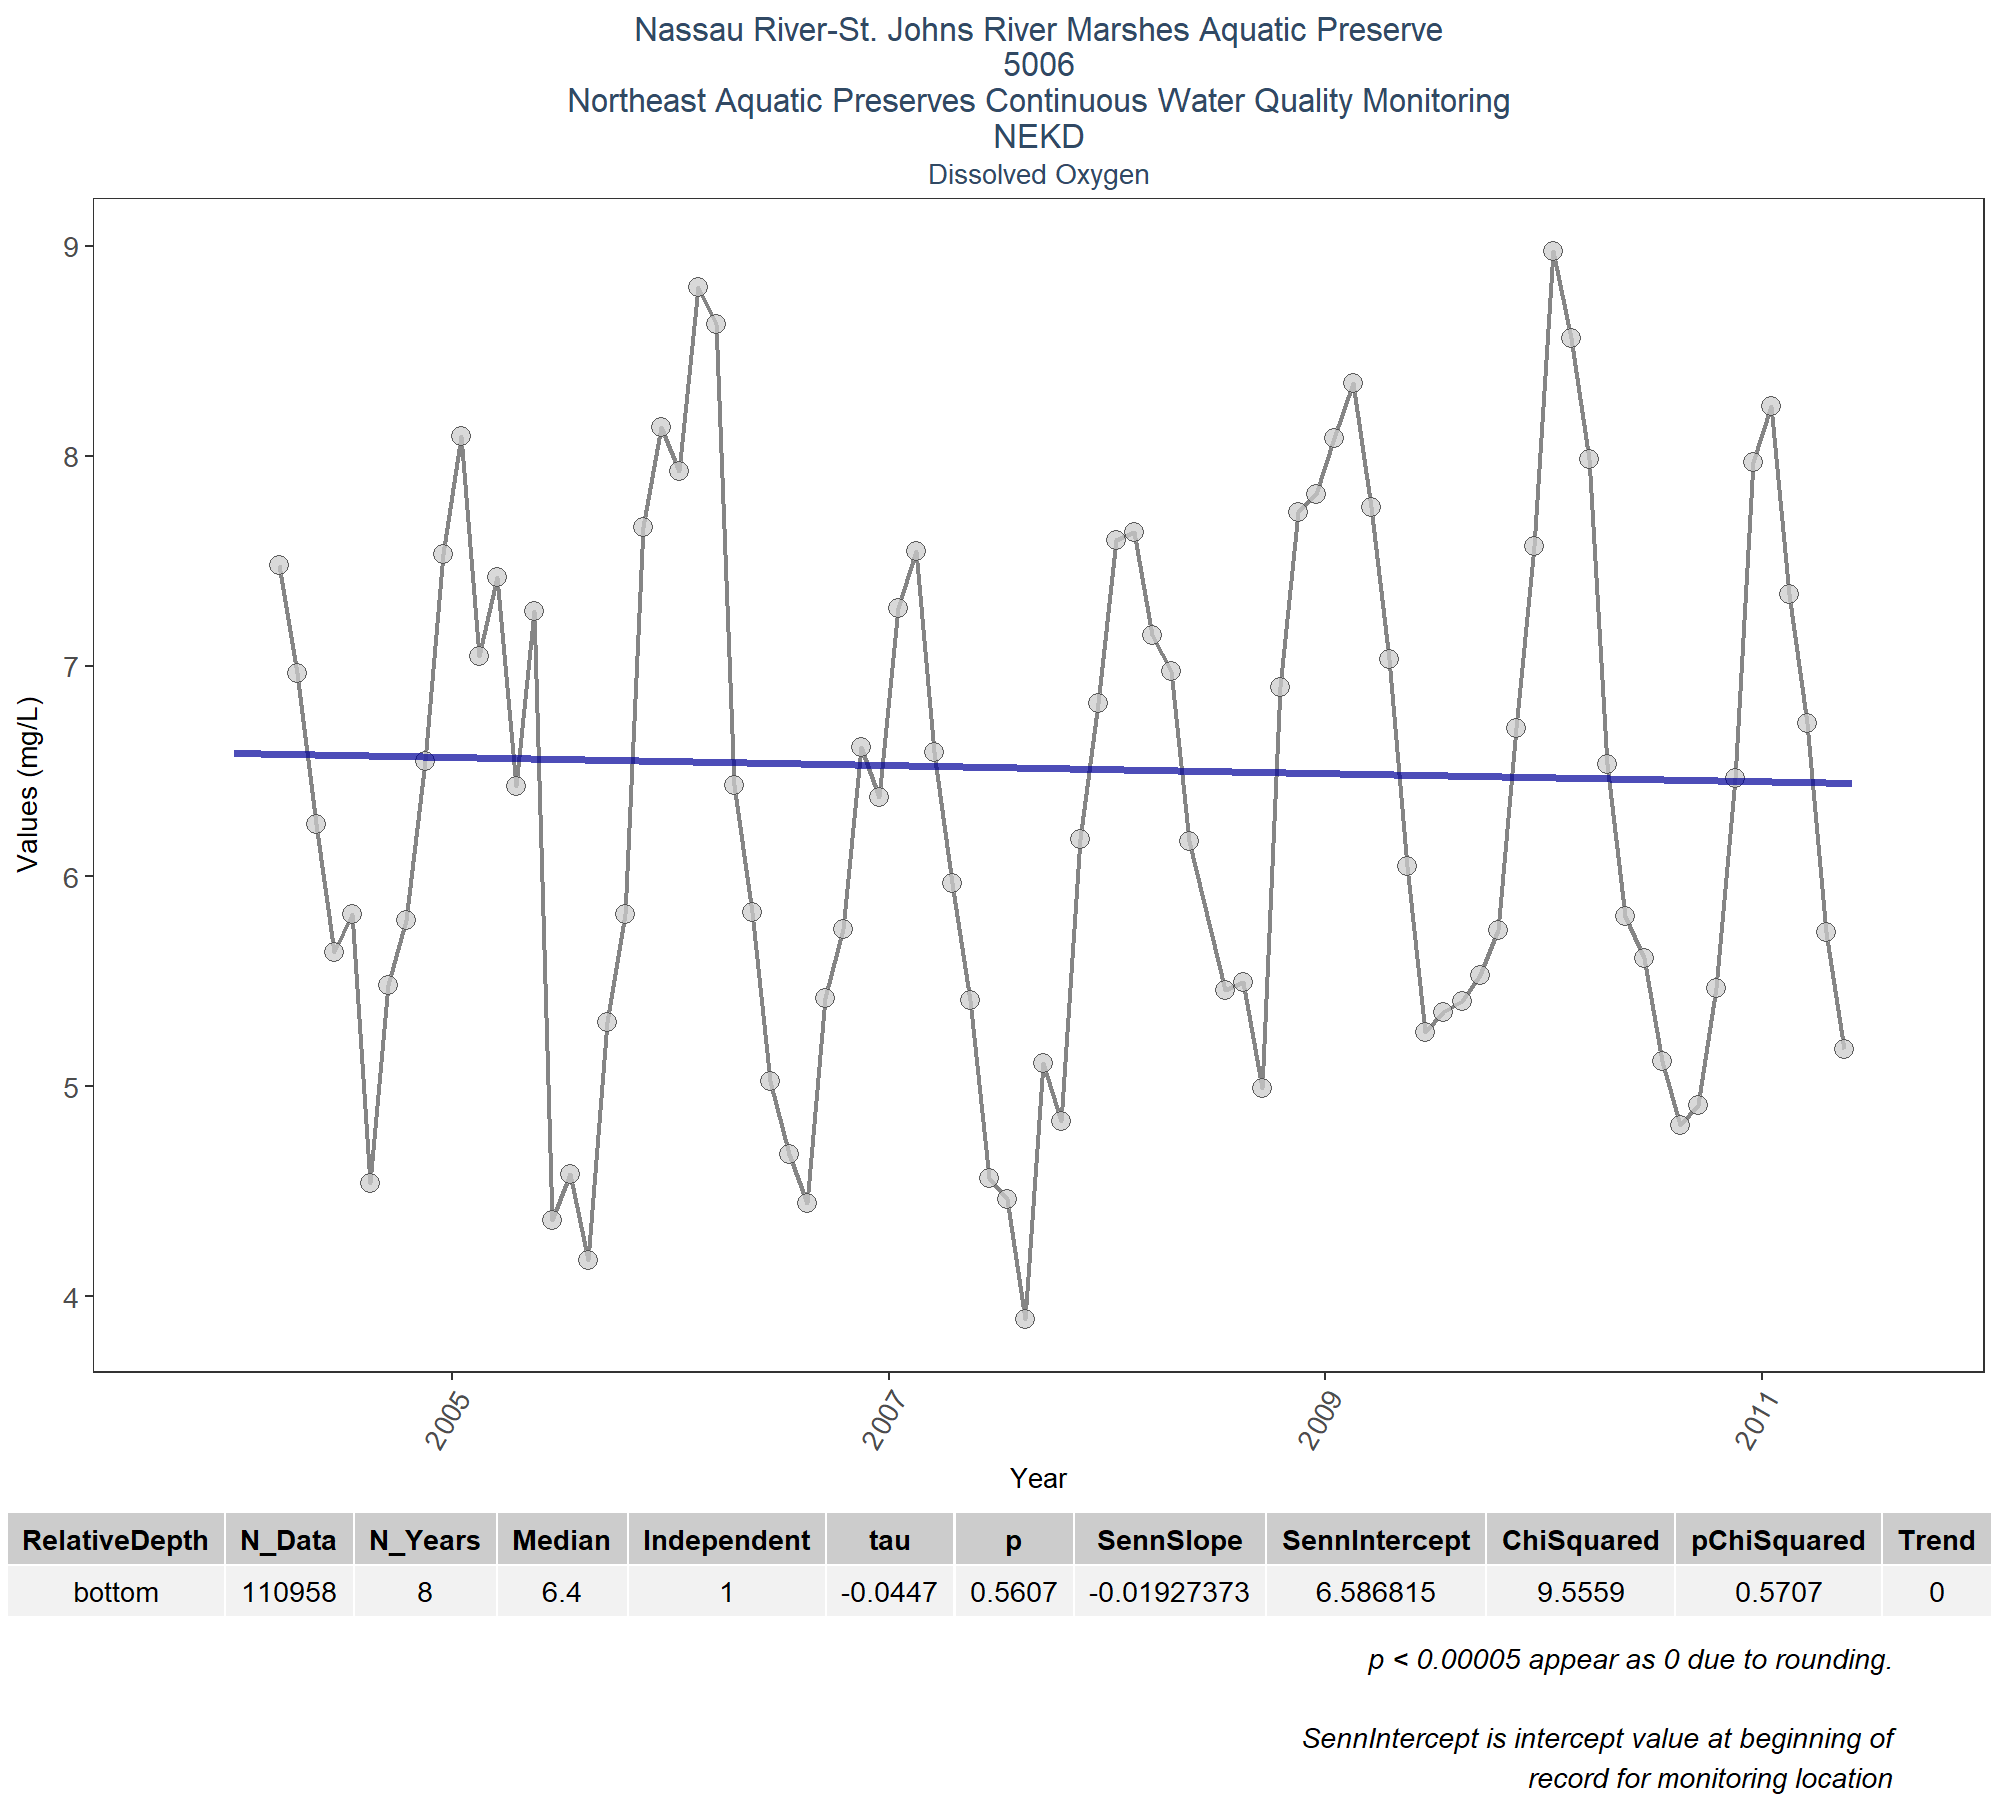 Nassau River-St. Johns River Marshes Aquatic Preserve
5006
Northeast Aquatic Preserves Continuous Water Quality Monitoring
NEKD
Dissolved Oxygen
9
8
7
6
5
4
Values (mg/L)
2005 2007 2009 2011
Year
RelativeDepth N_Data N_Years Median Independent tau p SennSlope SennIntercept ChiSquared pChiSquared Trend
bottom 110958 8 6.4 1 -0.0447 0.5607 -0.01927373 6.586815 9.5559 0.5707 0
p < 0.00005 appear as 0 due to rounding.
SennIntercept is intercept value at beginning of
record for monitoring location